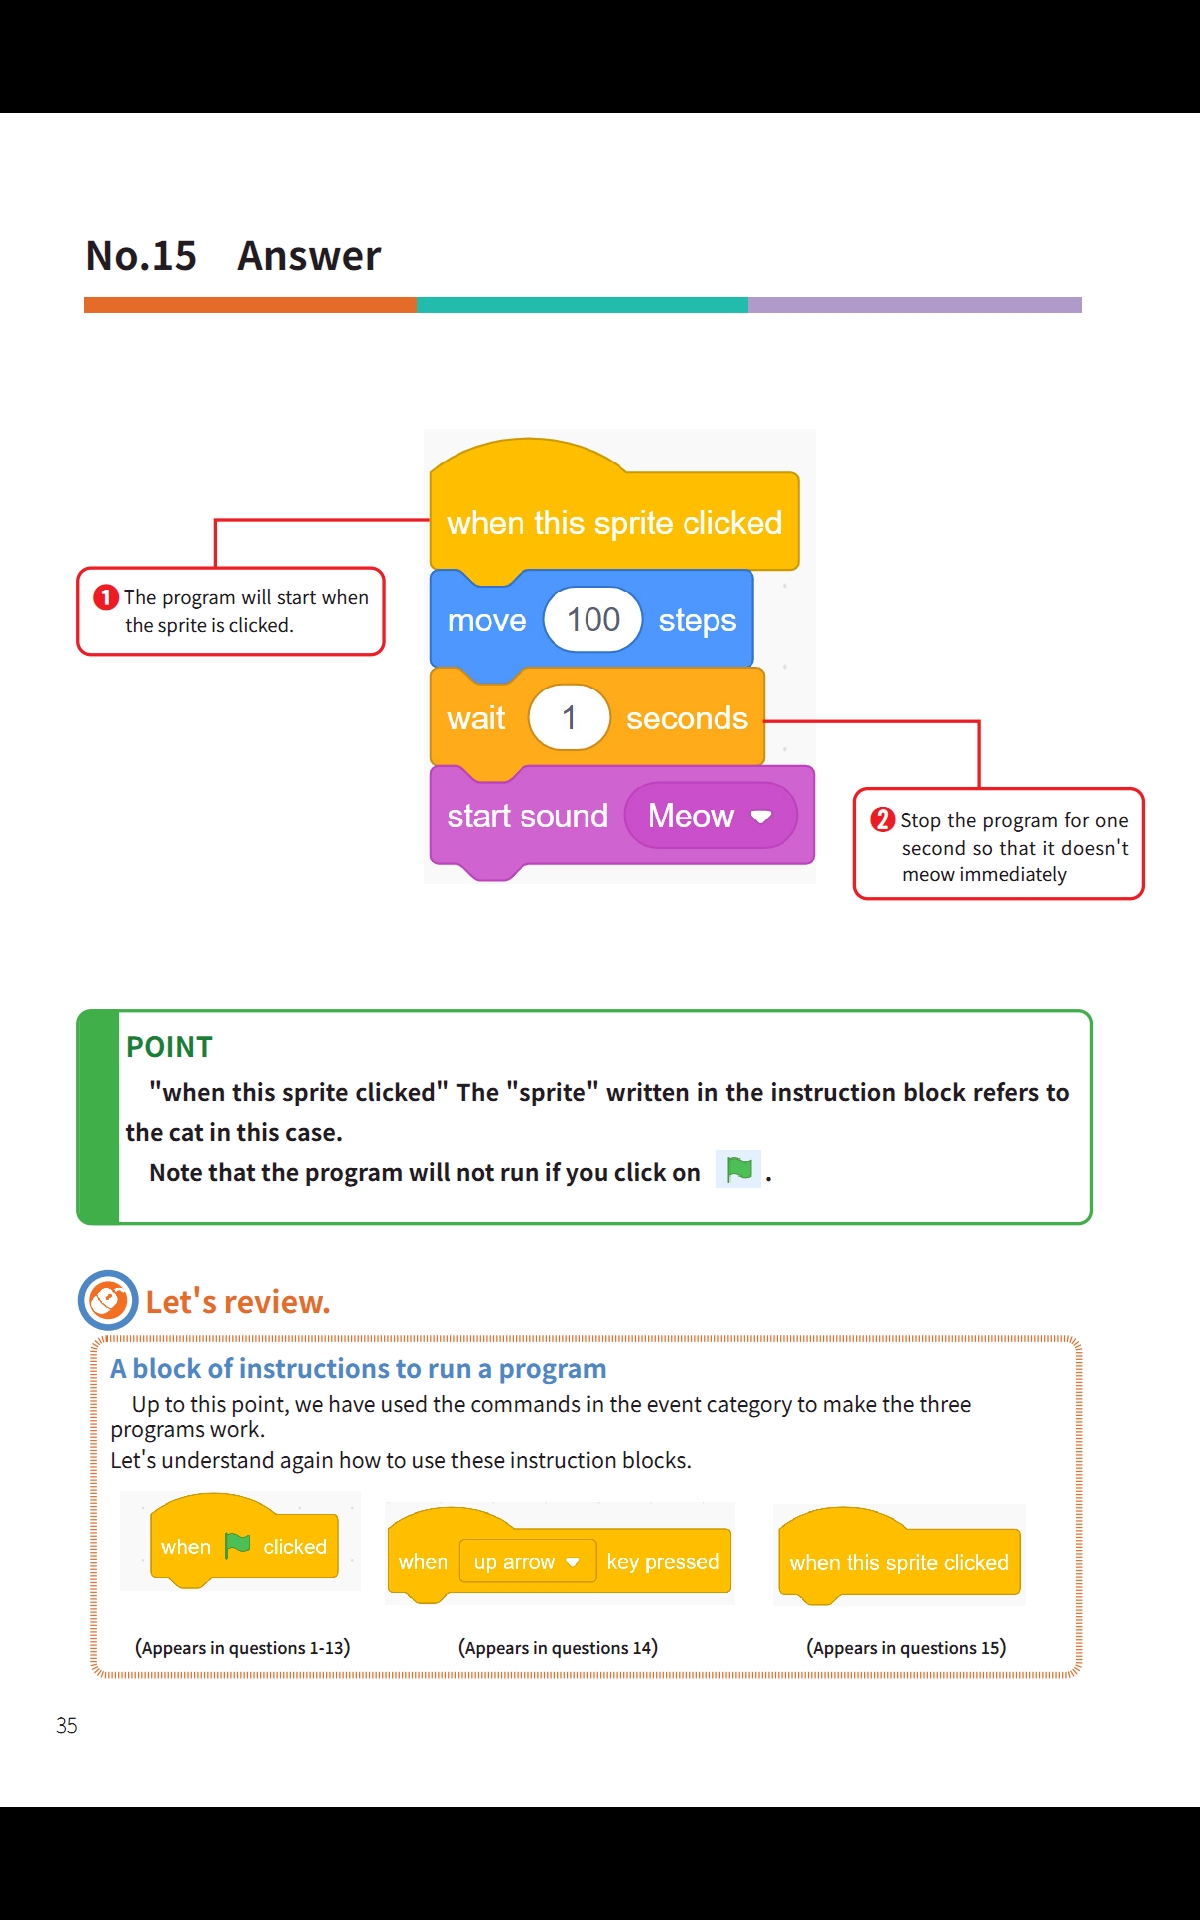 No.15 Answer
when this sprite clicked
❶ The program will start when
the sprite is clicked.
move 100 steps
wait 1 seconds
start sound Meow
❷ Stop the program for one
second so that it doesn't
meow immediately
POINT
"when this sprite clicked" The "sprite" written in the instruction block refers to
the cat in this case.
Note that the program will not run if you click on .
Let's review.
A block of instructions to run a program
Up to this point, we have used the commands in the event category to make the three
programs work.
Let's understand again how to use these instruction blocks.
when clicked
when up arrow key pressed
when this sprite clicked
(Appears in questions 1-13)
(Appears in questions 14)
(Appears in questions 15)
35